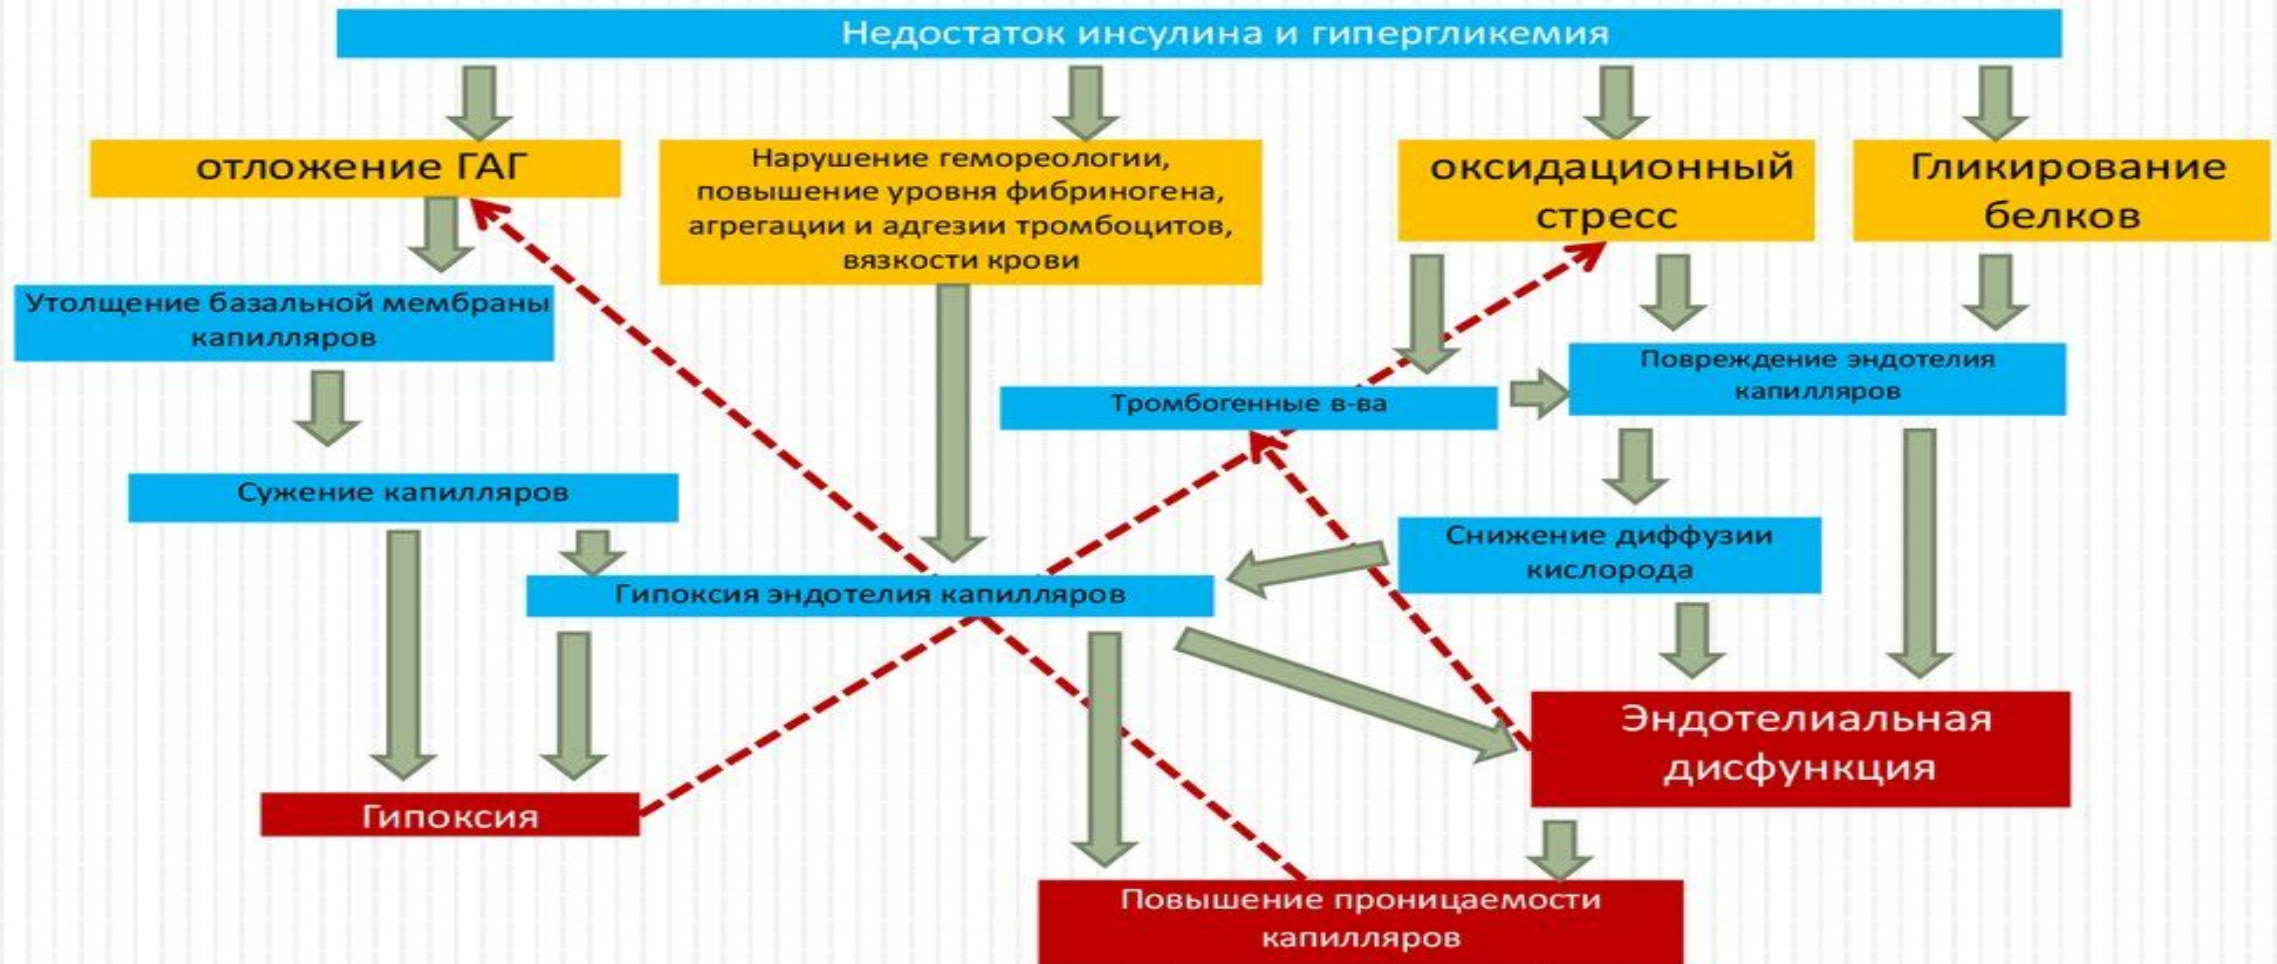 Недостаток инсулина и гипергликемия
отложение ГАГ
Нарушение гемореологии,
повышение уровня фибриногена,
агрегации и адгезии тромбоцитов,
вязкости крови
оксидационный
стресс
Гликирование
белков
Утолщение базальной мембраны
капилляров
Тромбогенные в-ва
Повреждение эндотелия
капилляров
Сужение капилляров
Снижение диффузии
кислорода
Гипоксия эндотелия капилляров
Эндотелиальная
дисфункция
Гипоксия
Повышение проницаемости
капилляров